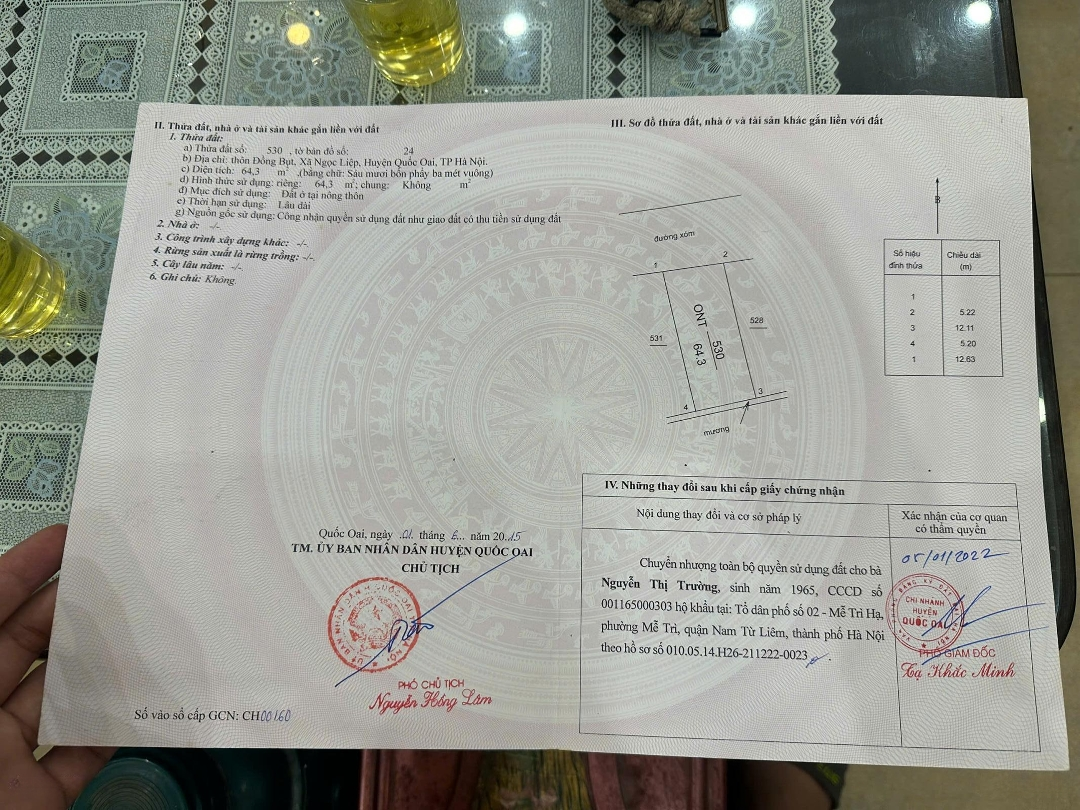 II. Thửa đất, nhà ở và tài sản khác gắn liền với đất
1. Thửa đất:
a) Thửa đất số: 530 , tờ bản đồ số: 24
b) Địa chỉ: thôn Đồng Bụt, Xã Ngọc Liệp, Huyện Quốc Oai, TP Hà Nội.
c) Diện tích: 64,3 m² ,(bằng chữ: Sáu mươi bốn phẩy ba mét vuông)
d) Hình thức sử dụng: riêng: 64,3 m²; chung: Không m²
đ) Mục đích sử dụng: Đất ở tại nông thôn
e) Thời hạn sử dụng: Lâu dài
g) Nguồn gốc sử dụng: Công nhận quyền sử dụng đất như giao đất có thu tiền sử dụng đất
2. Nhà ở: -/-
3. Công trình xây dựng khác: -/-
4. Rừng sản xuất là rừng trồng: -/-
5. Cây lâu năm: -/-
6. Ghi chú: Không.
Quốc Oai, ngày 01 tháng 6 năm 2015
TM. ỦY BAN NHÂN DÂN HUYỆN QUỐC OAI
CHỦ TỊCH
PHÓ CHỦ TỊCH
Nguyễn Hồng Lâm
Số vào sổ cấp GCN: CH00160
III. Sơ đồ thửa đất, nhà ở và tài sản khác gắn liền với đất
B
đường xóm
1
2
531
ONT
530
64.3
528
4
3
mương
Số hiệu đỉnh thửa Chiều dài (m)
1
2 5.22
3 12.11
4 5.20
1 12.63
IV. Những thay đổi sau khi cấp giấy chứng nhận
Nội dung thay đổi và cơ sở pháp lý
Xác nhận của cơ quan
có thẩm quyền
Chuyển nhượng toàn bộ quyền sử dụng đất cho bà
Nguyễn Thị Trường, sinh năm 1965, CCCD số
001165000303 hộ khẩu tại: Tổ dân phố số 02 - Mễ Trì Hạ,
phường Mễ Trì, quận Nam Từ Liêm, thành phố Hà Nội
theo hồ sơ số 010.05.14.H26-211222-0023
05/01/2022
CHI NHÁNH
HUYỆN
QUỐC OAI
PHÓ GIÁM ĐỐC
Tạ Khắc Minh